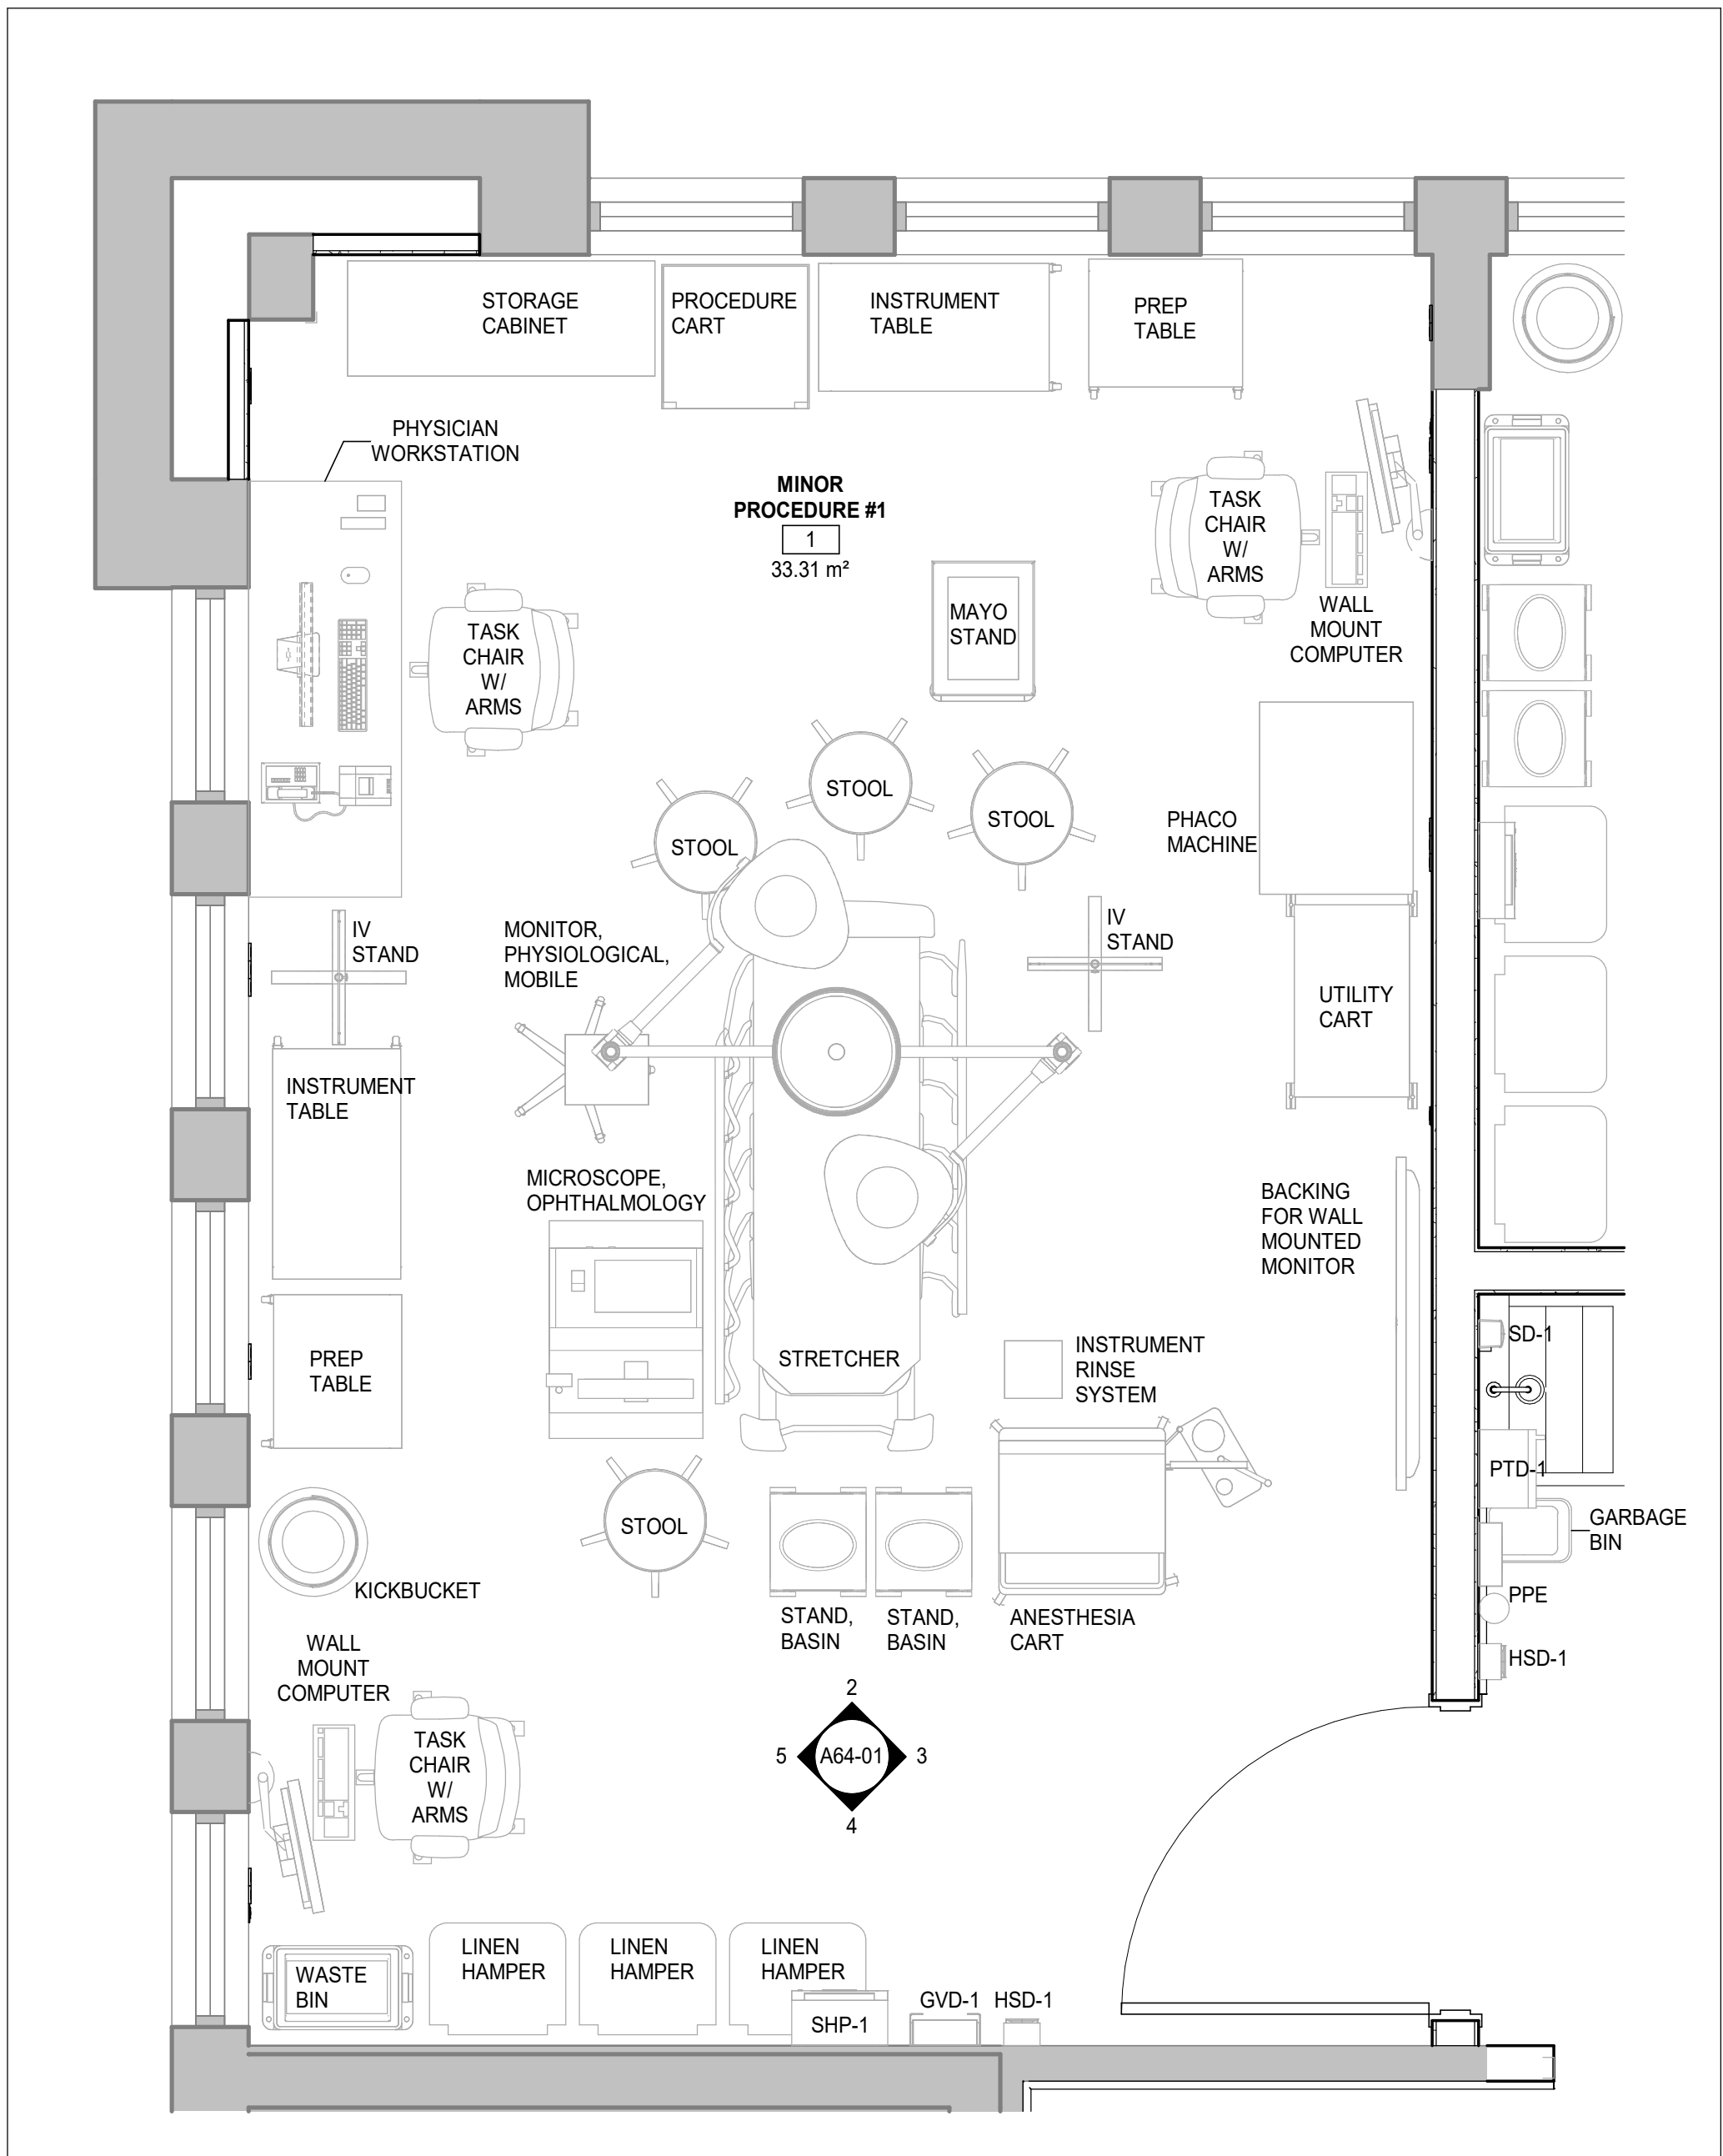 STORAGE
CABINET
PROCEDURE
CART
INSTRUMENT
TABLE
PREP
TABLE
PHYSICIAN
WORKSTATION
MINOR
PROCEDURE #1
1
33.31 m²
TASK
CHAIR
W/
ARMS
WALL
MOUNT
COMPUTER
TASK
CHAIR
W/
ARMS
MAYO
STAND
STOOL
STOOL
STOOL
PHACO
MACHINE
IV
STAND
MONITOR,
PHYSIOLOGICAL,
MOBILE
IV
STAND
UTILITY
CART
INSTRUMENT
TABLE
MICROSCOPE,
OPHTHALMOLOGY
BACKING
FOR WALL
MOUNTED
MONITOR
PREP
TABLE
STRETCHER
INSTRUMENT
RINSE
SYSTEM
SD-1
PTD-1
GARBAGE
BIN
STOOL
KICKBUCKET
STAND,
BASIN
STAND,
BASIN
ANESTHESIA
CART
PPE
HSD-1
WALL
MOUNT
COMPUTER
TASK
CHAIR
W/
ARMS
2
5
A64-01
3
4
WASTE
BIN
LINEN
HAMPER
LINEN
HAMPER
LINEN
HAMPER
SHP-1
GVD-1
HSD-1